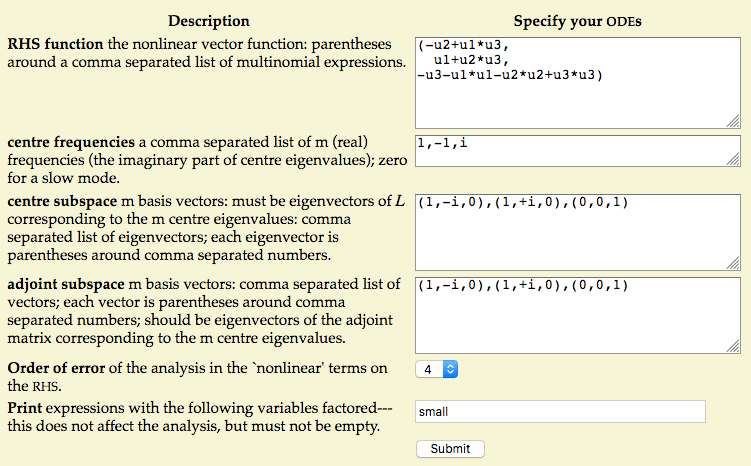 Description
Specify your ODEs
RHS function the nonlinear vector function: parentheses
around a comma separated list of multinomial expressions.
(-u2+u1*u3,
u1+u2*u3,
-u3-u1*u1-u2*u2+u3*u3)
centre frequencies a comma separated list of m (real)
frequencies (the imaginary part of centre eigenvalues); zero
for a slow mode.
1,-1,i
centre subspace m basis vectors: must be eigenvectors of L
corresponding to the m centre eigenvalues: comma
separated list of eigenvectors; each eigenvector is
parentheses around comma separated numbers.
(1,-i,0),(1,+i,0),(0,0,1)
adjoint subspace m basis vectors: comma separated list of
vectors; each vector is parentheses around comma
separated numbers; should be eigenvectors of the adjoint
matrix corresponding to the m centre eigenvalues.
(1,-i,0),(1,+i,0),(0,0,1)
Order of error of the analysis in the `nonlinear' terms on
the RHS.
4
Print expressions with the following variables factored---
this does not affect the analysis, but must not be empty.
small
Submit